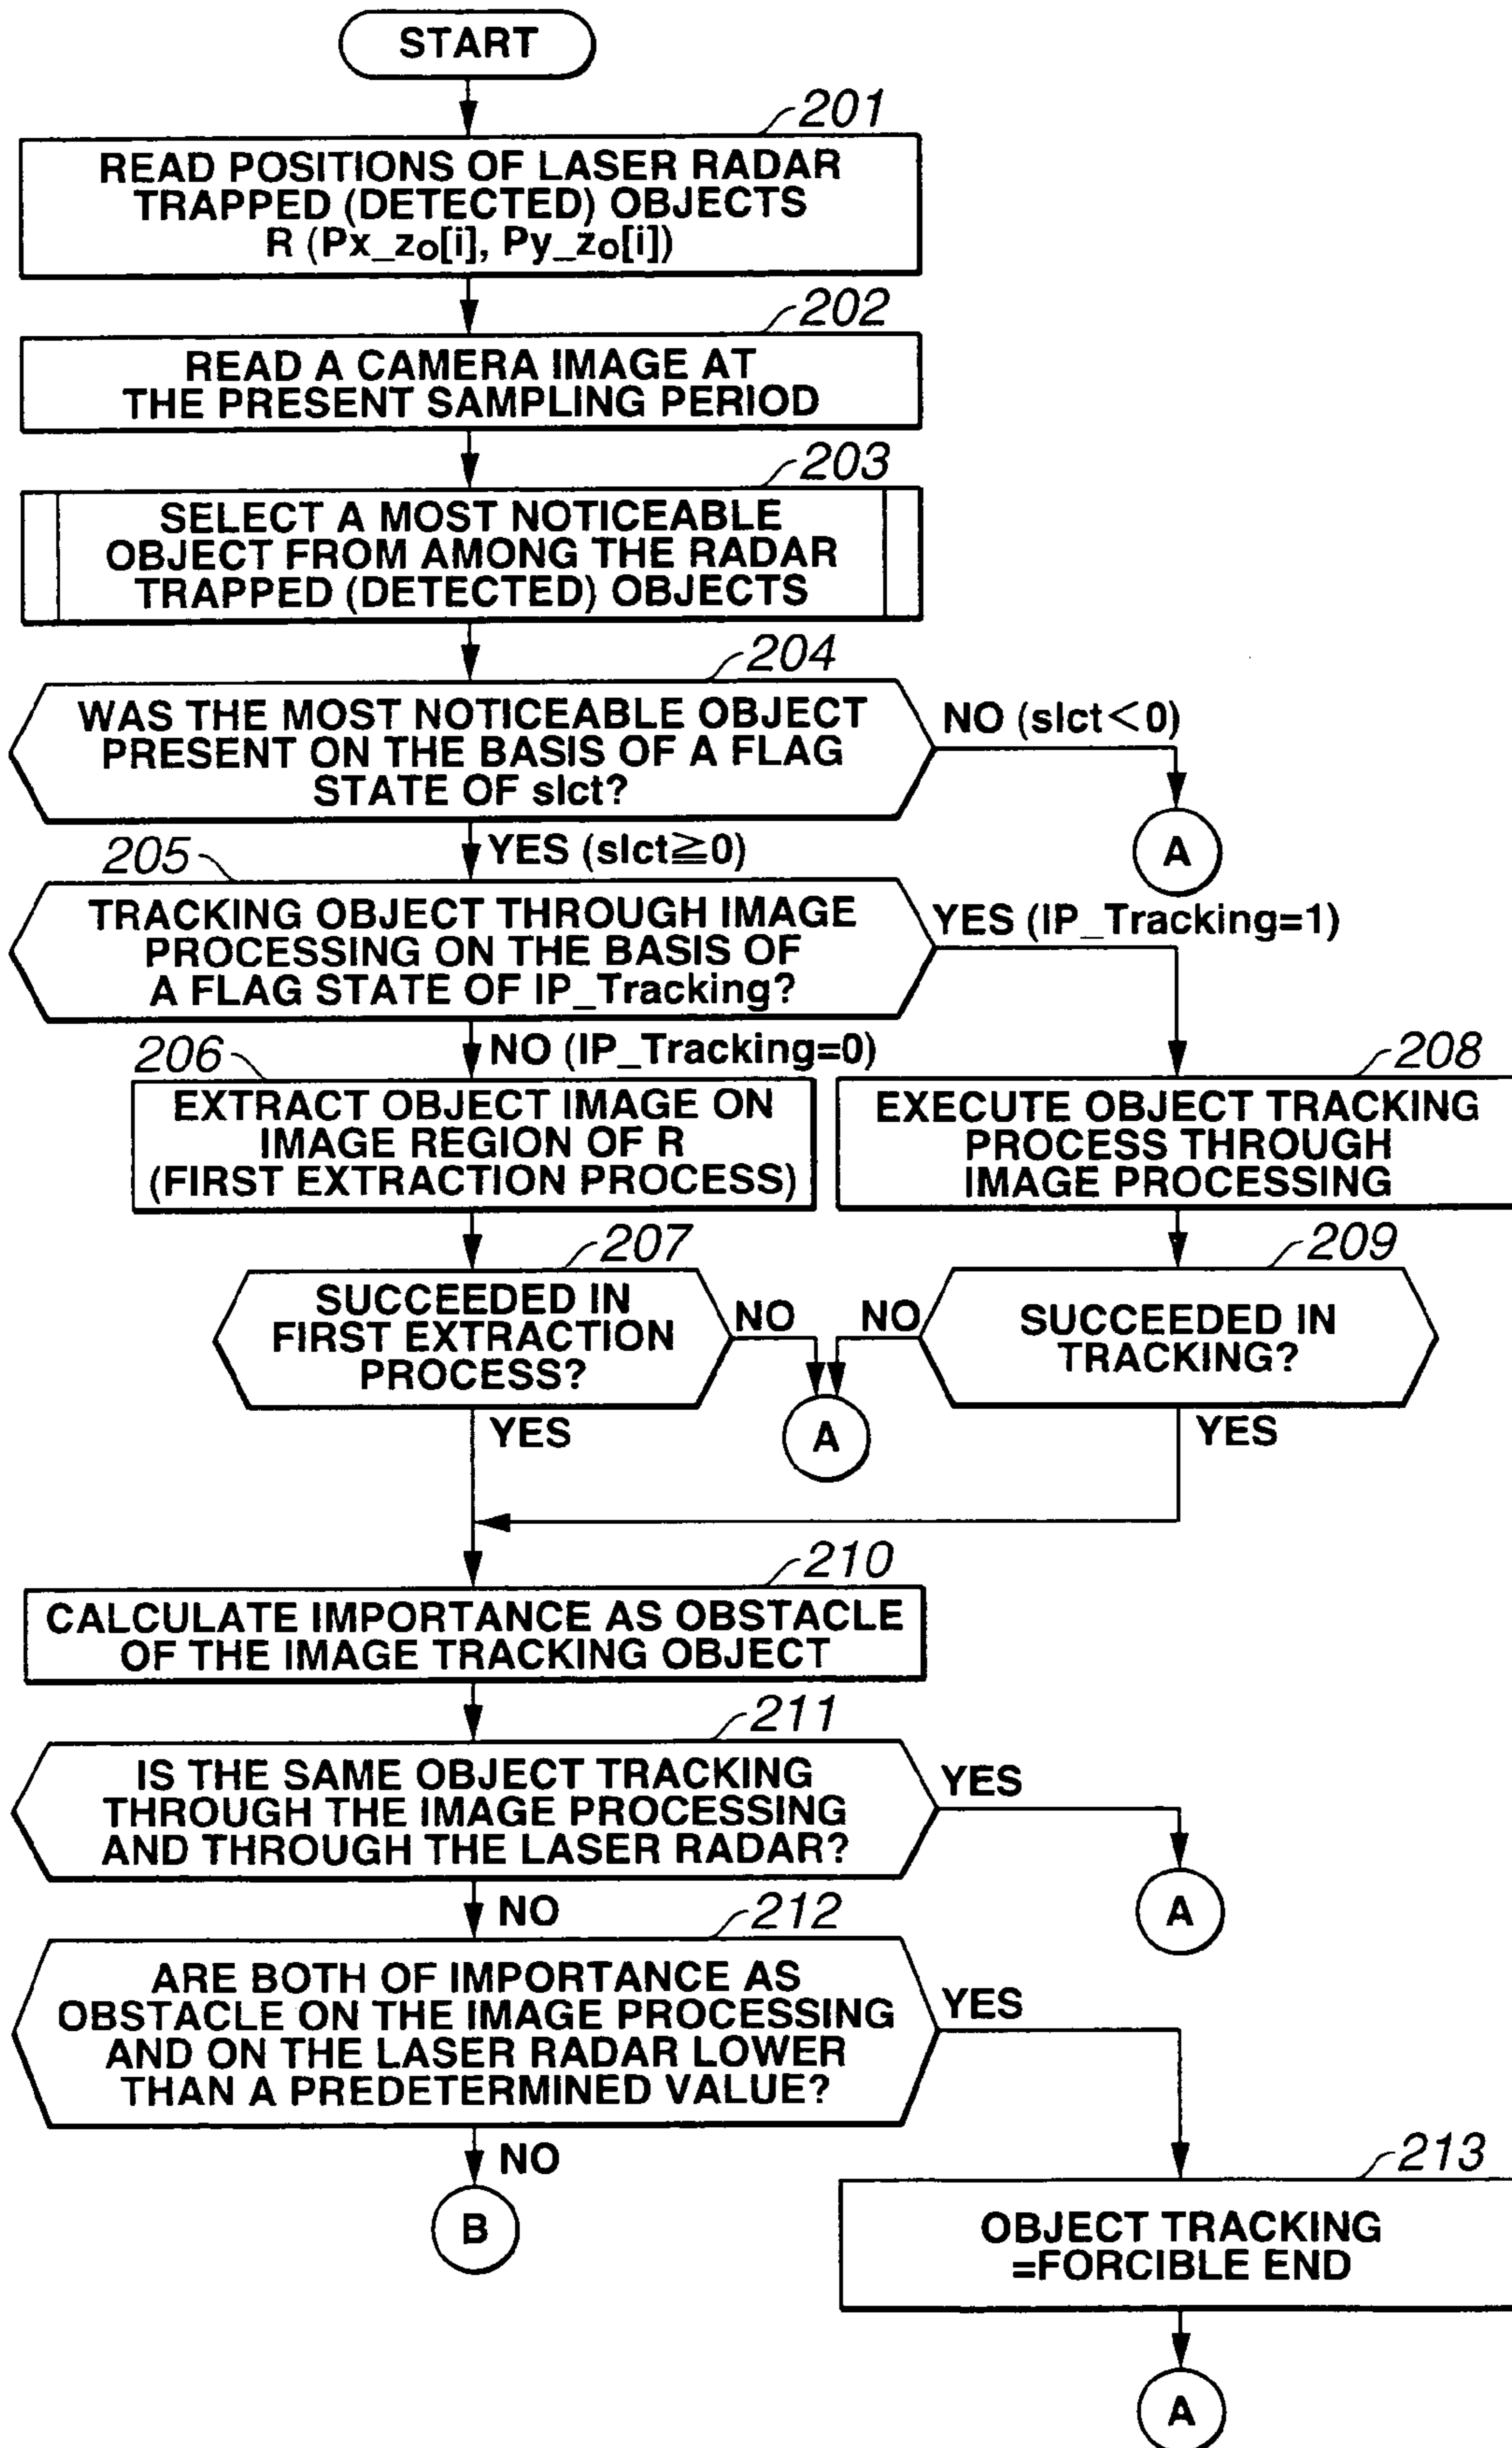 START
201
READ POSITIONS OF LASER RADAR
TRAPPED (DETECTED) OBJECTS
R (Px_zo[i], Py_zo[i])
202
READ A CAMERA IMAGE AT
THE PRESENT SAMPLING PERIOD
203
SELECT A MOST NOTICEABLE
OBJECT FROM AMONG THE RADAR
TRAPPED (DETECTED) OBJECTS
204
WAS THE MOST NOTICEABLE OBJECT
PRESENT ON THE BASIS OF A FLAG
STATE OF slct?
NO (slct<0)
A
YES (slct≧0)
205
TRACKING OBJECT THROUGH IMAGE
PROCESSING ON THE BASIS OF
A FLAG STATE OF IP_Tracking?
YES (IP_Tracking=1)
NO (IP_Tracking=0)
206
EXTRACT OBJECT IMAGE ON
IMAGE REGION OF R
(FIRST EXTRACTION PROCESS)
208
EXECUTE OBJECT TRACKING
PROCESS THROUGH
IMAGE PROCESSING
207
SUCCEEDED IN
FIRST EXTRACTION
PROCESS?
NO
NO
209
SUCCEEDED IN
TRACKING?
A
YES
YES
210
CALCULATE IMPORTANCE AS OBSTACLE
OF THE IMAGE TRACKING OBJECT
211
IS THE SAME OBJECT TRACKING
THROUGH THE IMAGE PROCESSING
AND THROUGH THE LASER RADAR?
YES
A
NO
212
ARE BOTH OF IMPORTANCE AS
OBSTACLE ON THE IMAGE PROCESSING
AND ON THE LASER RADAR LOWER
THAN A PREDETERMINED VALUE?
YES
NO
B
213
OBJECT TRACKING
=FORCIBLE END
A